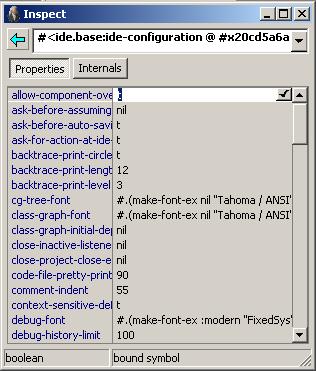 Inspect
#<ide.base:ide-configuration @ #x20cd5a6a
Properties Internals
allow-component-ove t
ask-before-assuming nil
ask-before-auto-savi t
ask-for-action-at-ide- t
backtrace-print-circle t
backtrace-print-lengt 12
backtrace-print-level 3
cg-tree-font #.(make-font-ex nil "Tahoma / ANSI"
class-graph-font #.(make-font-ex nil "Tahoma / ANSI"
class-graph-initial-dep nil
close-inactive-listene nil
close-project-close-e nil
code-file-pretty-print 90
comment-indent 55
context-sensitive-del t
debug-font #.(make-font-ex :modern "FixedSys"
debug-history-limit 100
boolean bound symbol